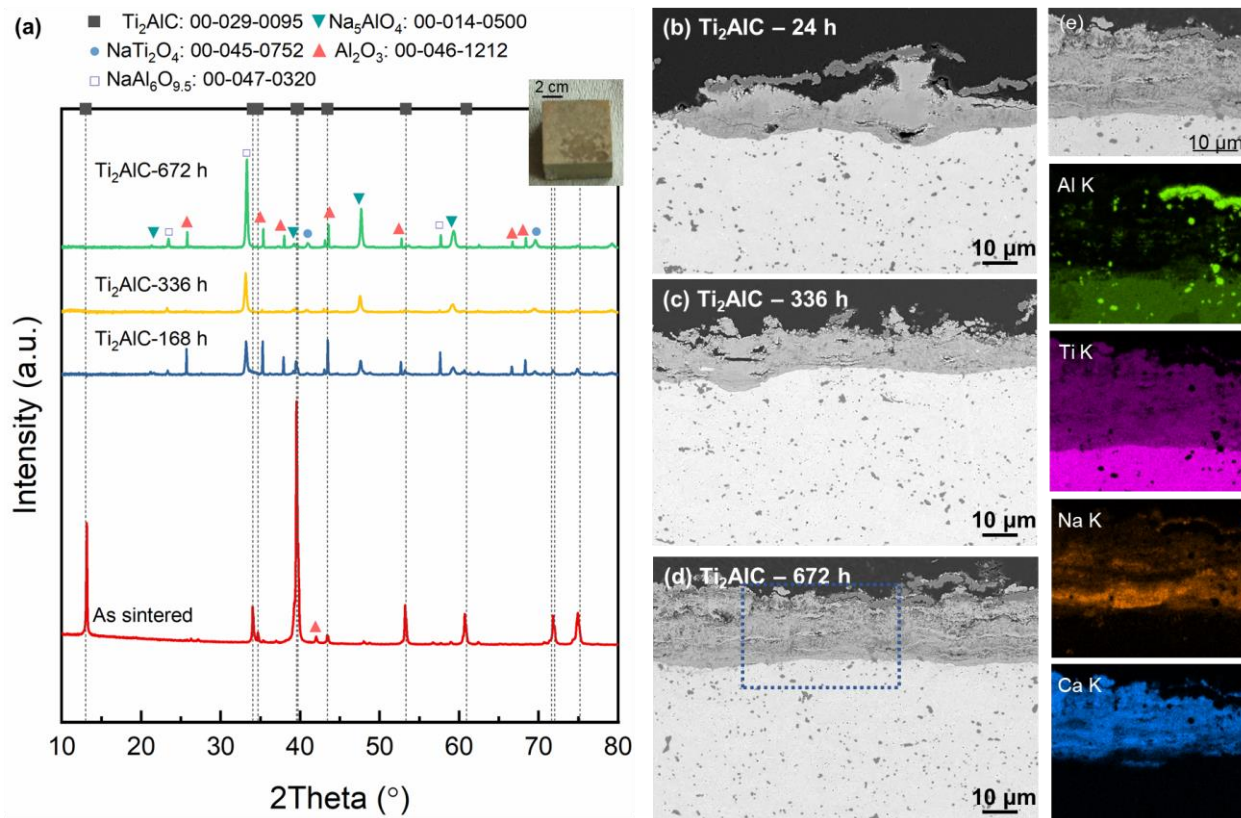 (a)
■ Ti₂AlC: 00-029-0095 ▼ Na₅AlO₄: 00-014-0500
● NaTi₂O₄: 00-045-0752 ▲ Al₂O₃: 00-046-1212
□ NaAl₆O₉.₅: 00-047-0320
2 cm
Ti₂AlC-672 h
Ti₂AlC-336 h
Ti₂AlC-168 h
As sintered
Intensity (a.u.)
10 20 30 40 50 60 70 80
2Theta (°)
(b) Ti₂AlC – 24 h
10 µm
(c) Ti₂AlC – 336 h
10 µm
(d) Ti₂AlC – 672 h
10 µm
(e)
10 µm
Al K
Ti K
Na K
Ca K